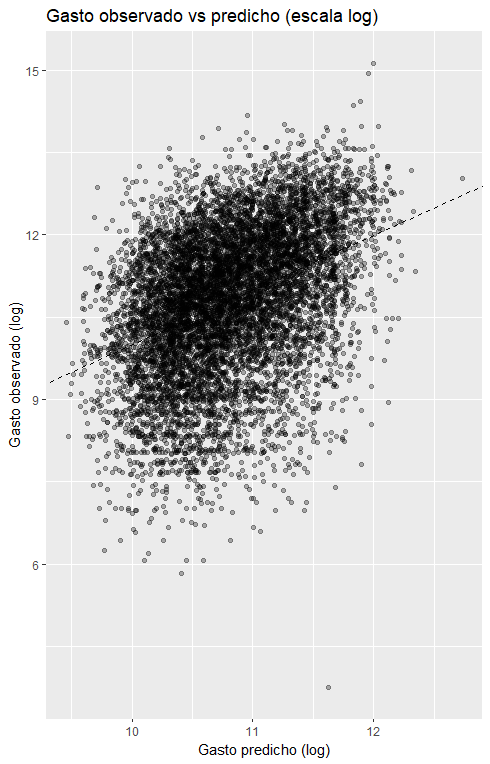 Gasto observado vs predicho (escala log)
15
12
9
6
Gasto observado (log)
10 11 12
Gasto predicho (log)